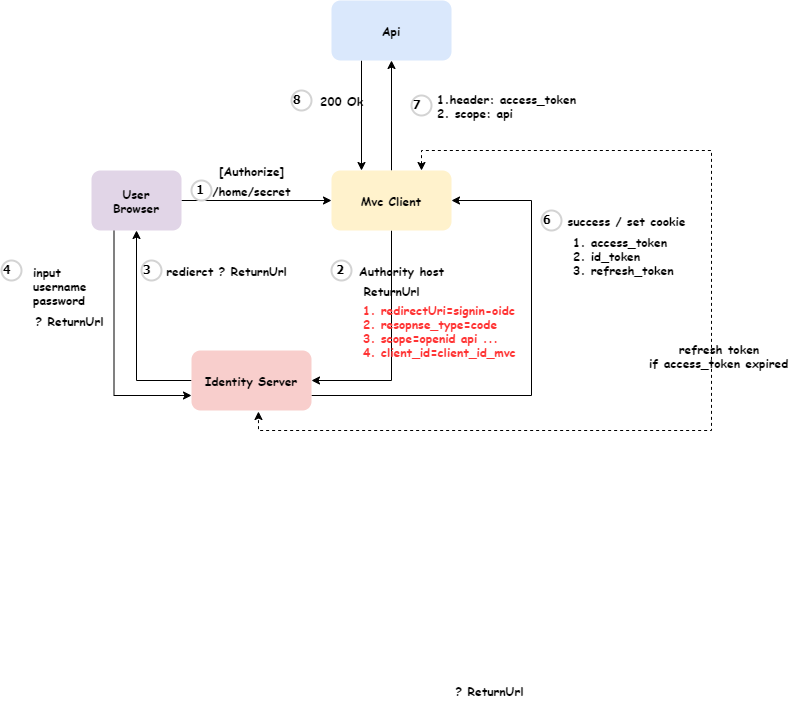 Api
8
200 Ok
7
1.header: access_token
2. scope: api
[Authorize]
1
/home/secret
User
Browser
Mvc Client
6
success / set cookie
1. access_token
2. id_token
3. refresh_token
4
input
username
password
? ReturnUrl
3
redierct ? ReturnUrl
2
Authority host
ReturnUrl
1. redirectUri=signin-oidc
2. resopnse_type=code
3. scope=openid api ...
4. client_id=client_id_mvc
Identity Server
refresh token
if access_token expired
? ReturnUrl